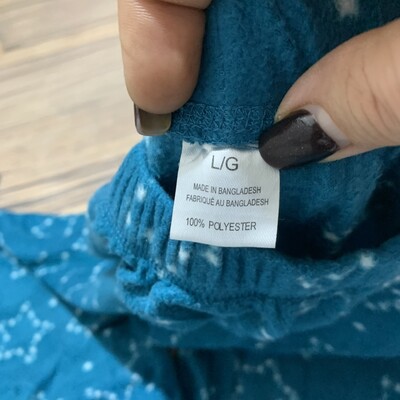 L/G
MADE IN BANGLADESH
FABRIQUÉ AU BANGLADESH
100% POLYESTER